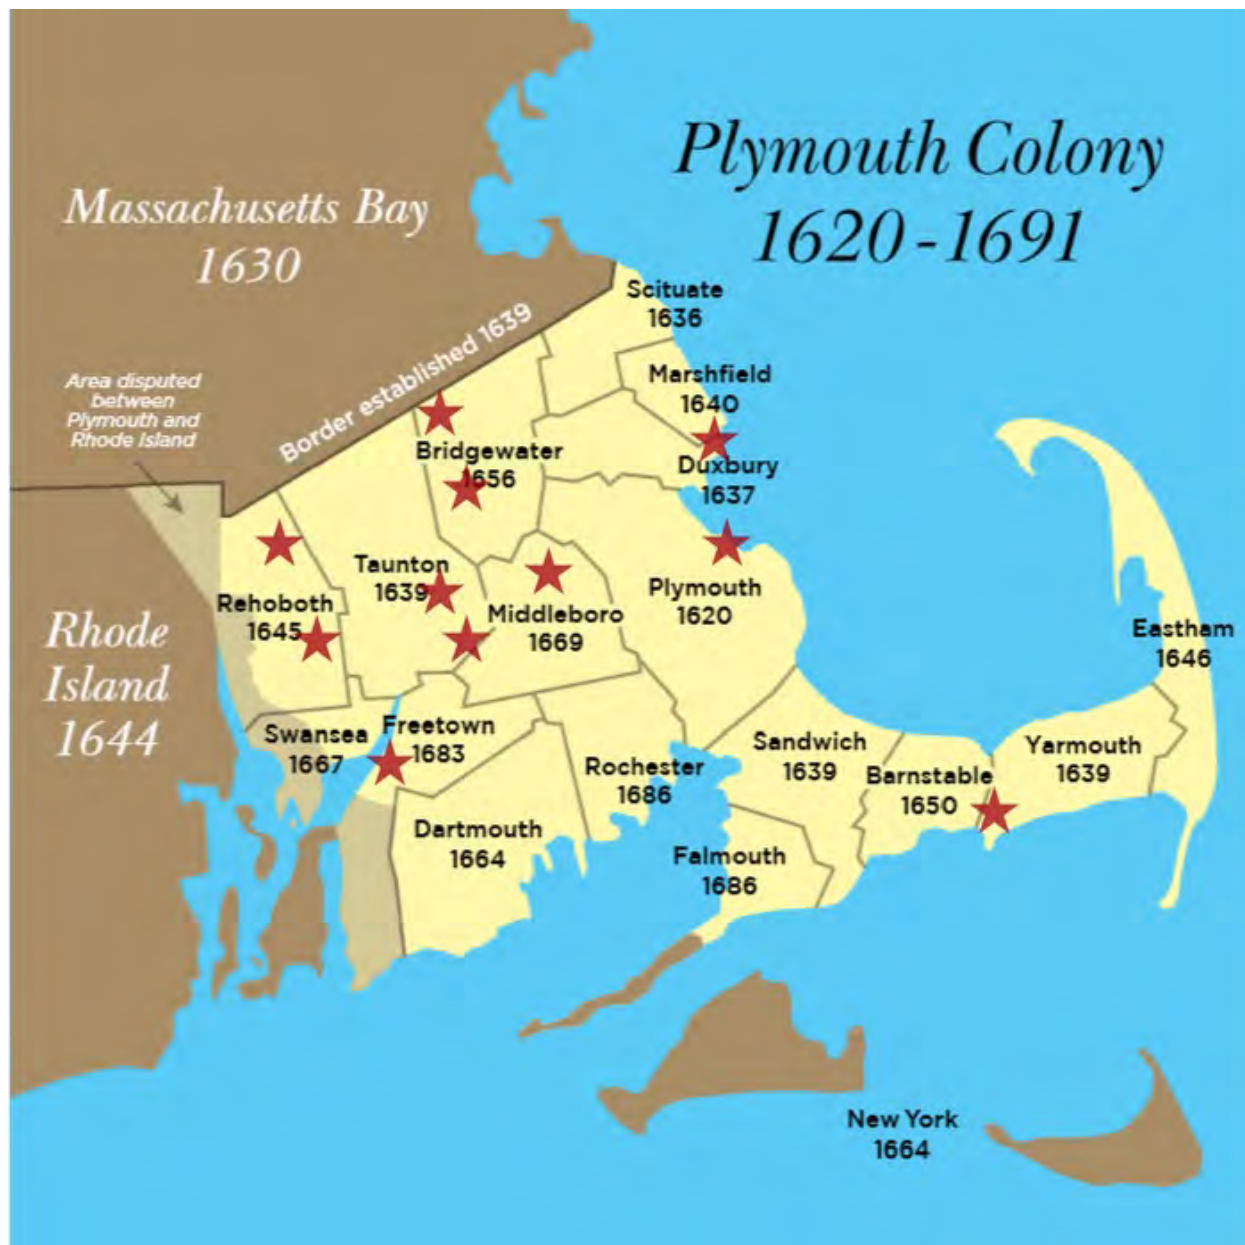 Plymouth Colony
1620-1691
Massachusetts Bay
1630
Scituate
1636
Border established 1639
Marshfield
1640
Area disputed
between
Plymouth and
Rhode Island
Bridgewater
1656
Duxbury
1637
Taunton
1639
Plymouth
1620
Rehoboth
1645
Middleboro
1669
Rhode
Island
1644
Eastham
1646
Swansea
1667
Freetown
1683
Sandwich
1639
Yarmouth
1639
Rochester
1686
Barnstable
1650
Dartmouth
1664
Falmouth
1686
New York
1664